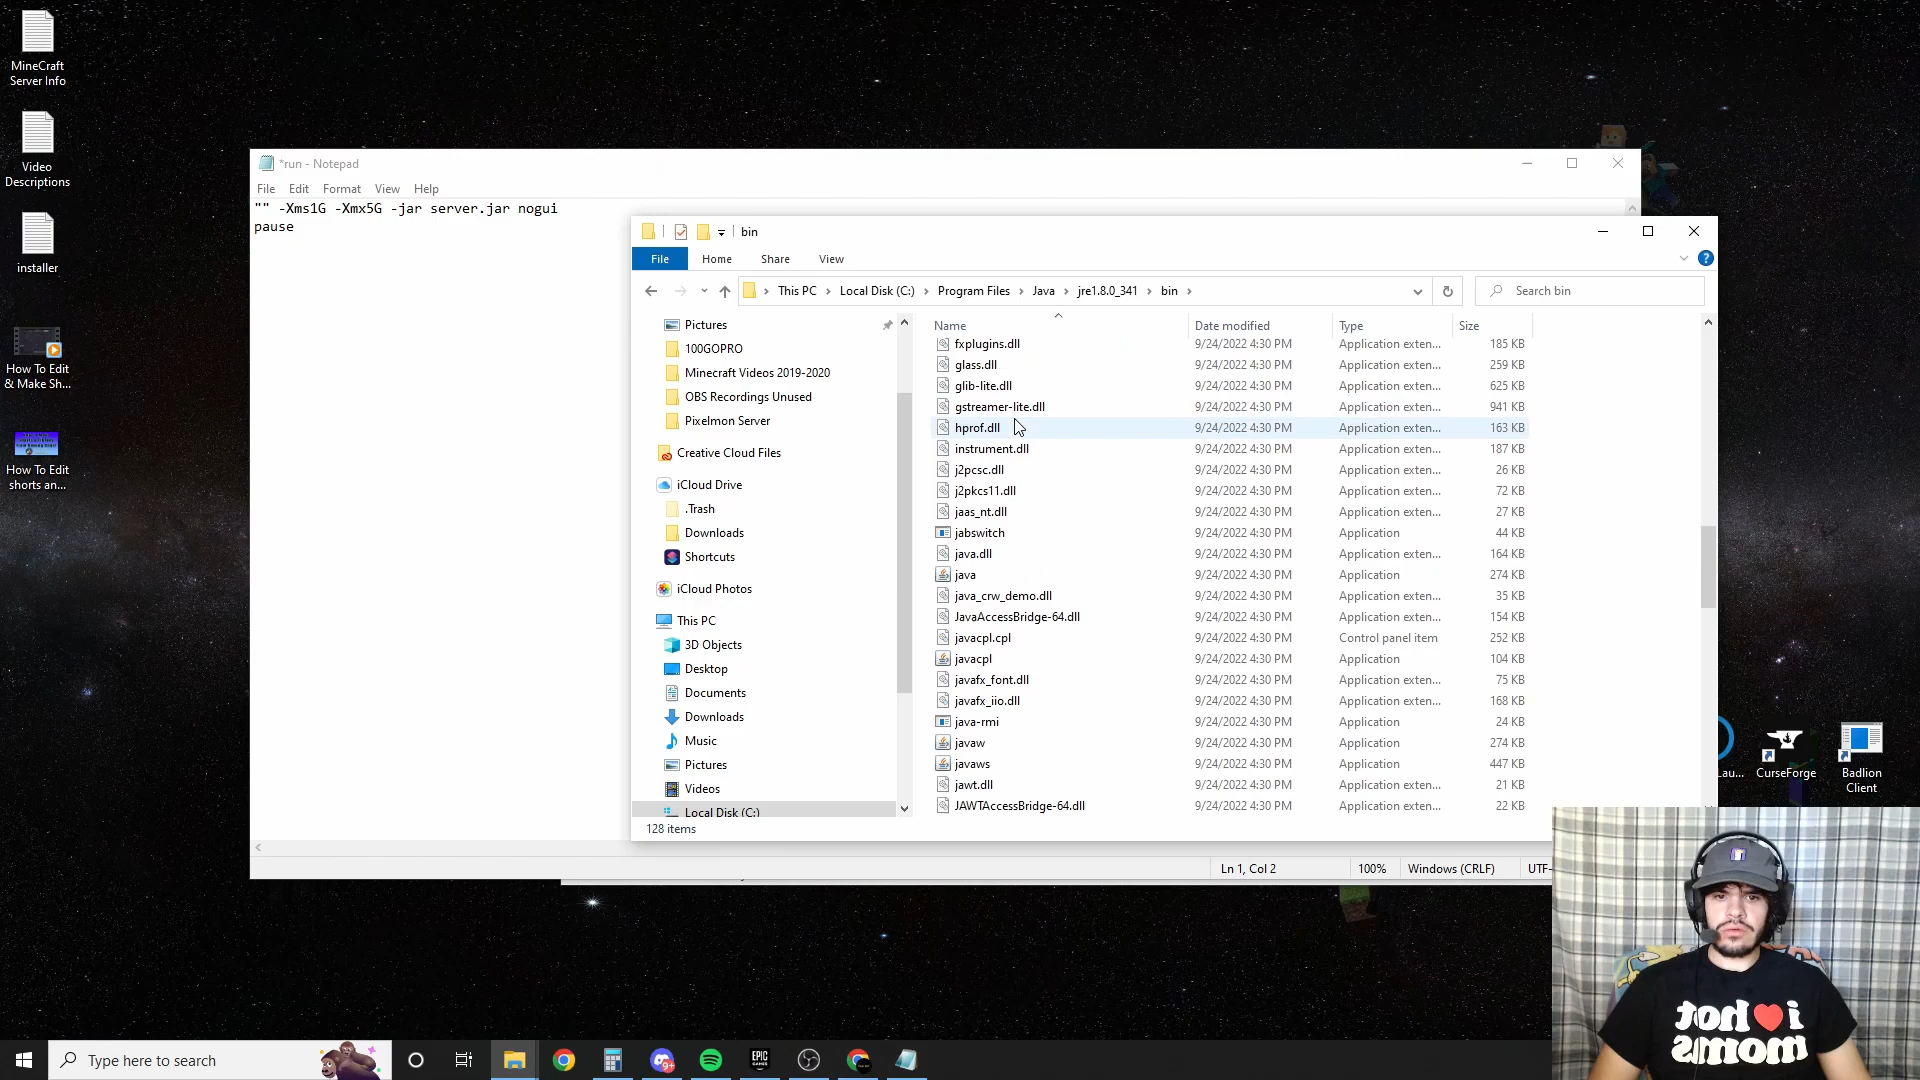 MineCraft
Server Info
Video
Descriptions
installer
How To Edit
& Make Sh...
How To Edit
shorts an...
*run - Notepad
File Edit Format View Help
"" -Xms1G -Xmx5G -jar server.jar nogui
pause
bin
File Home Share View
This PC Local Disk (C:) Program Files Java jre1.8.0_341 bin
Search bin
Pictures
100GOPRO
Minecraft Videos 2019-2020
OBS Recordings Unused
Pixelmon Server
Creative Cloud Files
iCloud Drive
.Trash
Downloads
Shortcuts
iCloud Photos
This PC
3D Objects
Desktop
Documents
Downloads
Music
Pictures
Videos
Local Disk (C:)
Name Date modified Type Size
fxplugins.dll 9/24/2022 4:30 PM Application exten... 185 KB
glass.dll 9/24/2022 4:30 PM Application exten... 259 KB
glib-lite.dll 9/24/2022 4:30 PM Application exten... 625 KB
gstreamer-lite.dll 9/24/2022 4:30 PM Application exten... 941 KB
hprof.dll 9/24/2022 4:30 PM Application exten... 163 KB
instrument.dll 9/24/2022 4:30 PM Application exten... 187 KB
j2pcsc.dll 9/24/2022 4:30 PM Application exten... 26 KB
j2pkcs11.dll 9/24/2022 4:30 PM Application exten... 72 KB
jaas_nt.dll 9/24/2022 4:30 PM Application exten... 27 KB
jabswitch 9/24/2022 4:30 PM Application 44 KB
java.dll 9/24/2022 4:30 PM Application exten... 164 KB
java 9/24/2022 4:30 PM Application 274 KB
java_crw_demo.dll 9/24/2022 4:30 PM Application exten... 35 KB
JavaAccessBridge-64.dll 9/24/2022 4:30 PM Application exten... 154 KB
javacpl.cpl 9/24/2022 4:30 PM Control panel item 252 KB
javacpl 9/24/2022 4:30 PM Application 104 KB
javafx_font.dll 9/24/2022 4:30 PM Application exten... 75 KB
javafx_iio.dll 9/24/2022 4:30 PM Application exten... 168 KB
java-rmi 9/24/2022 4:30 PM Application 24 KB
javaw 9/24/2022 4:30 PM Application 274 KB
javaws 9/24/2022 4:30 PM Application 447 KB
jawt.dll 9/24/2022 4:30 PM Application exten... 21 KB
JAWTAccessBridge-64.dll 9/24/2022 4:30 PM Application exten... 22 KB
128 items
Ln 1, Col 2 100% Windows (CRLF) UTF-
Lau...
CurseForge
Badlion
Client
i ❤ hot
moms
Type here to search
EPIC
GAMES
9+